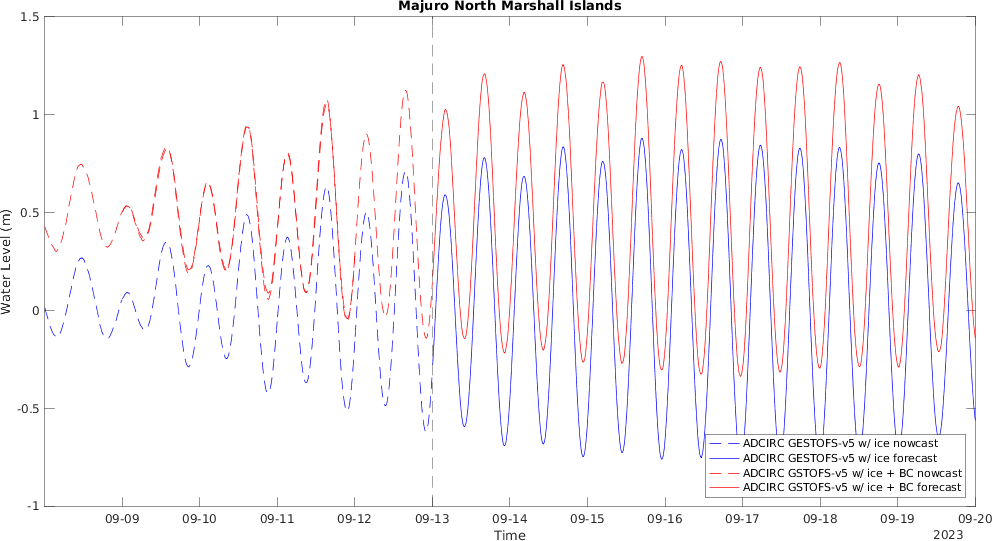 Majuro North Marshall Islands
1.5
1
0.5
0
-0.5
-1
Water Level (m)
ADCIRC GESTOFS-v5 w/ ice nowcast
ADCIRC GESTOFS-v5 w/ ice forecast
ADCIRC GSTOFS-v5 w/ ice + BC nowcast
ADCIRC GSTOFS-v5 w/ ice + BC forecast
09-09 09-10 09-11 09-12 09-13 09-14 09-15 09-16 09-17 09-18 09-19 09-20
Time
2023